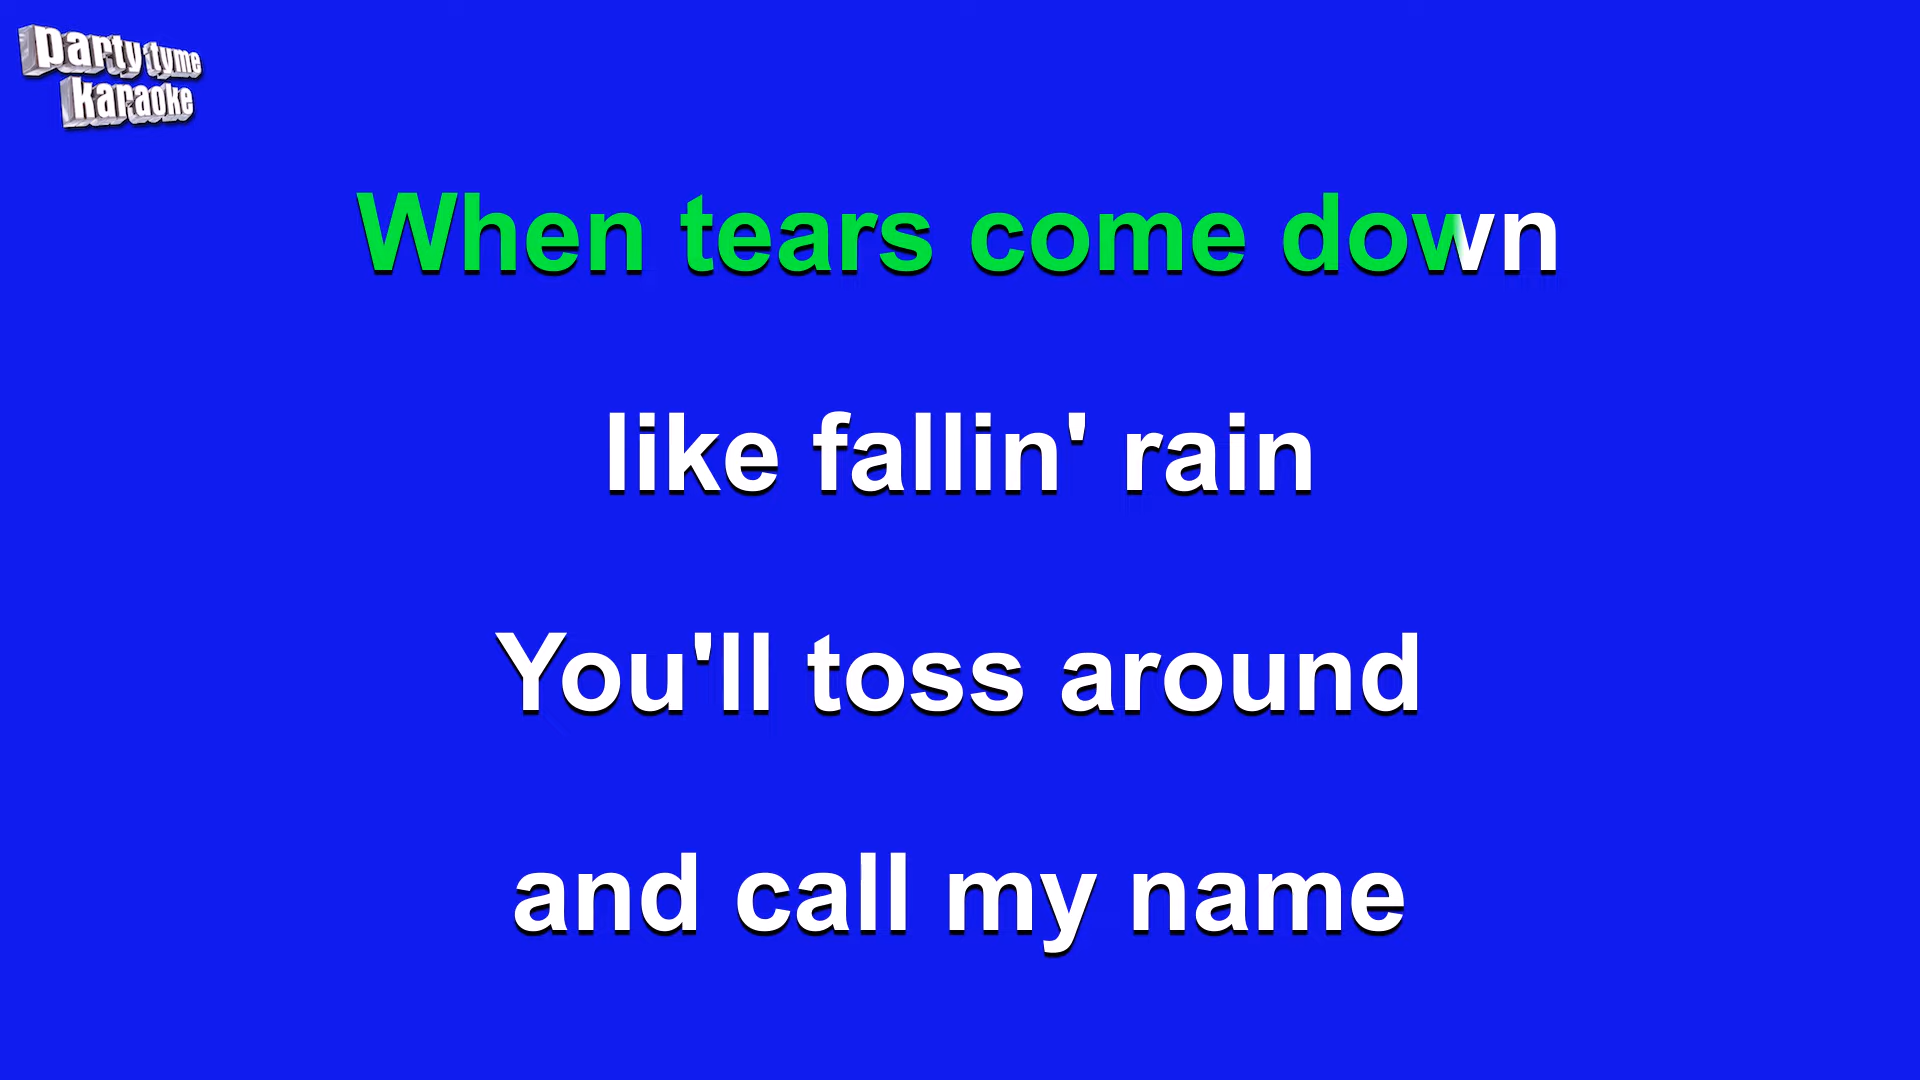 party tyme
karaoke
When tears come down
like fallin' rain
You'll toss around
and call my name